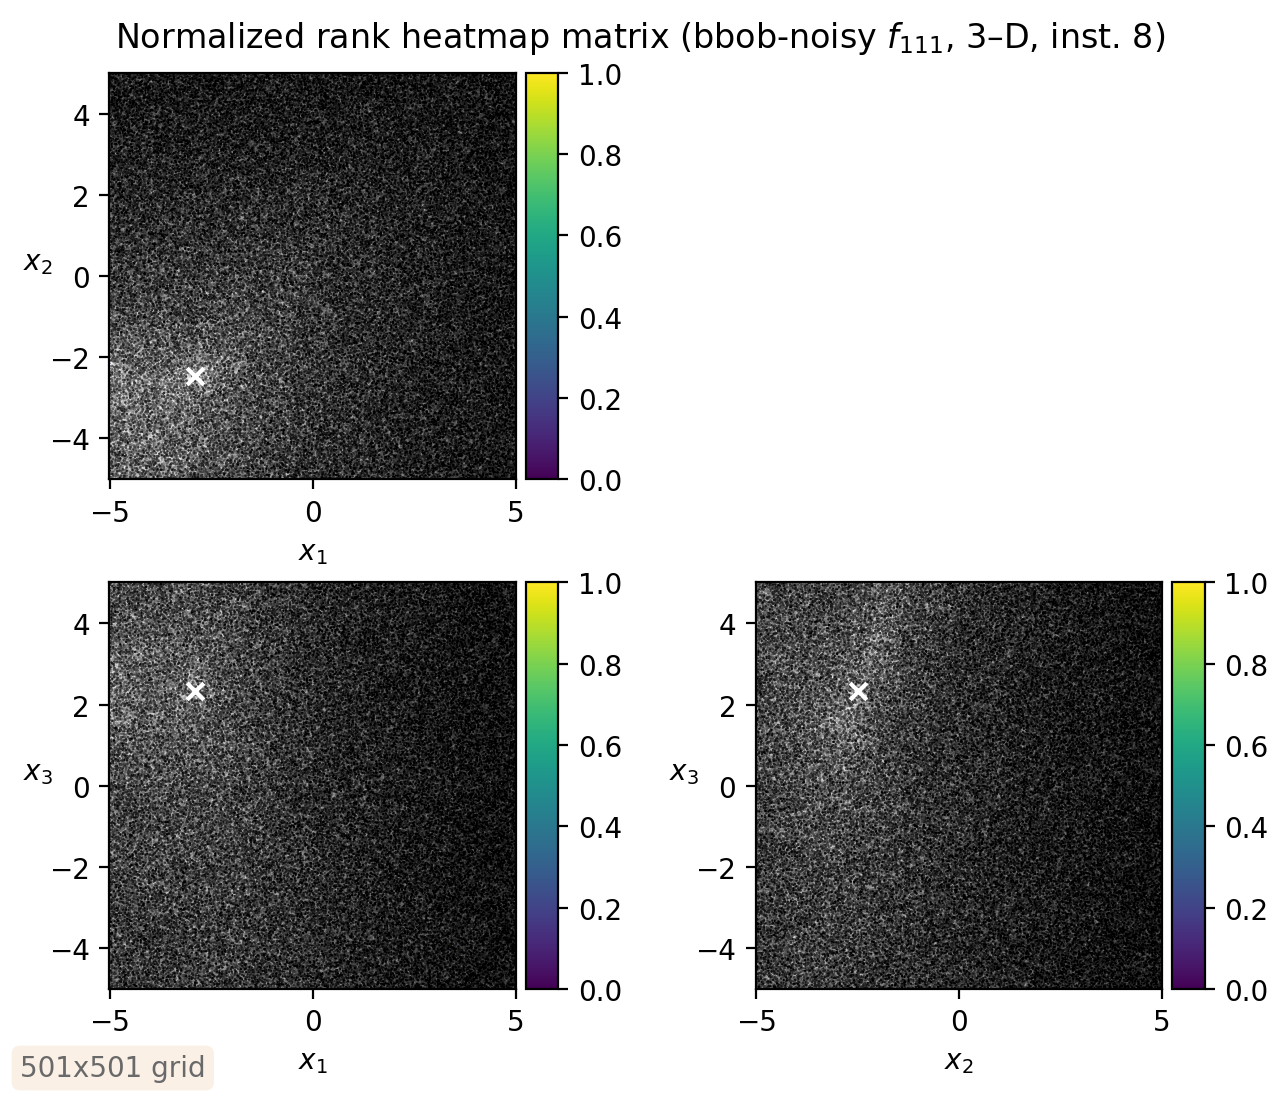 Normalized rank heatmap matrix (bbob-noisy f₁₁₁, 3–D, inst. 8)
1.0
4
0.8
2
0.6
x₂
0
0.4
−2
0.2
−4
0.0
−5 0 5
x₁
1.0 1.0
4 4
0.8 0.8
2 2
0.6 0.6
x₃ x₃
0 0
0.4 0.4
−2 −2
0.2 0.2
−4 −4
0.0 0.0
−5 0 5 −5 0 5
x₁ x₂
501x501 grid